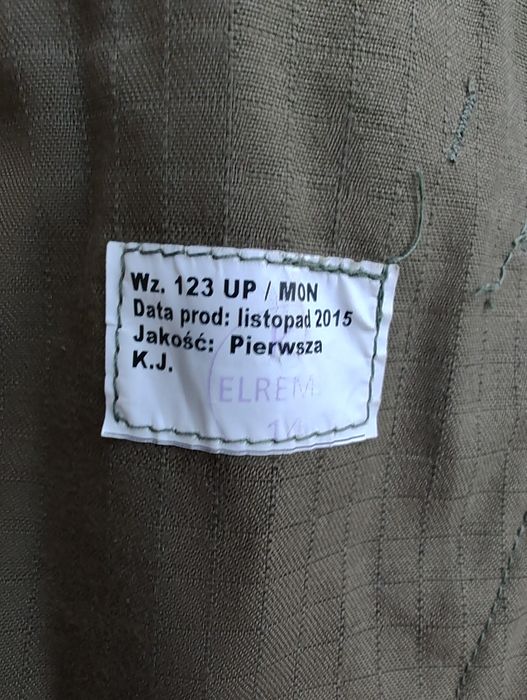 Wz. 123 UP / MON
Data prod: listopad 2015
Jakość: Pierwsza
K.J.
ELREM